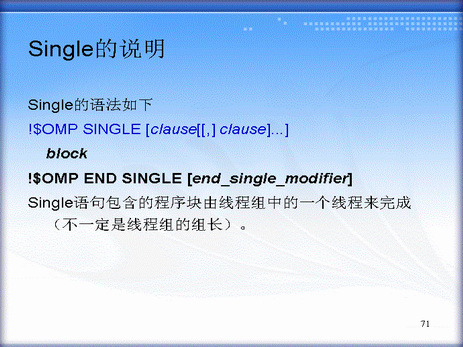 Single的说明
Single的语法如下
!$OMP SINGLE [clause[[,] clause]...]
block
!$OMP END SINGLE [end_single_modifier]
Single语句包含的程序块由线程组中的一个线程来完成
（不一定是线程组的组长）。
71